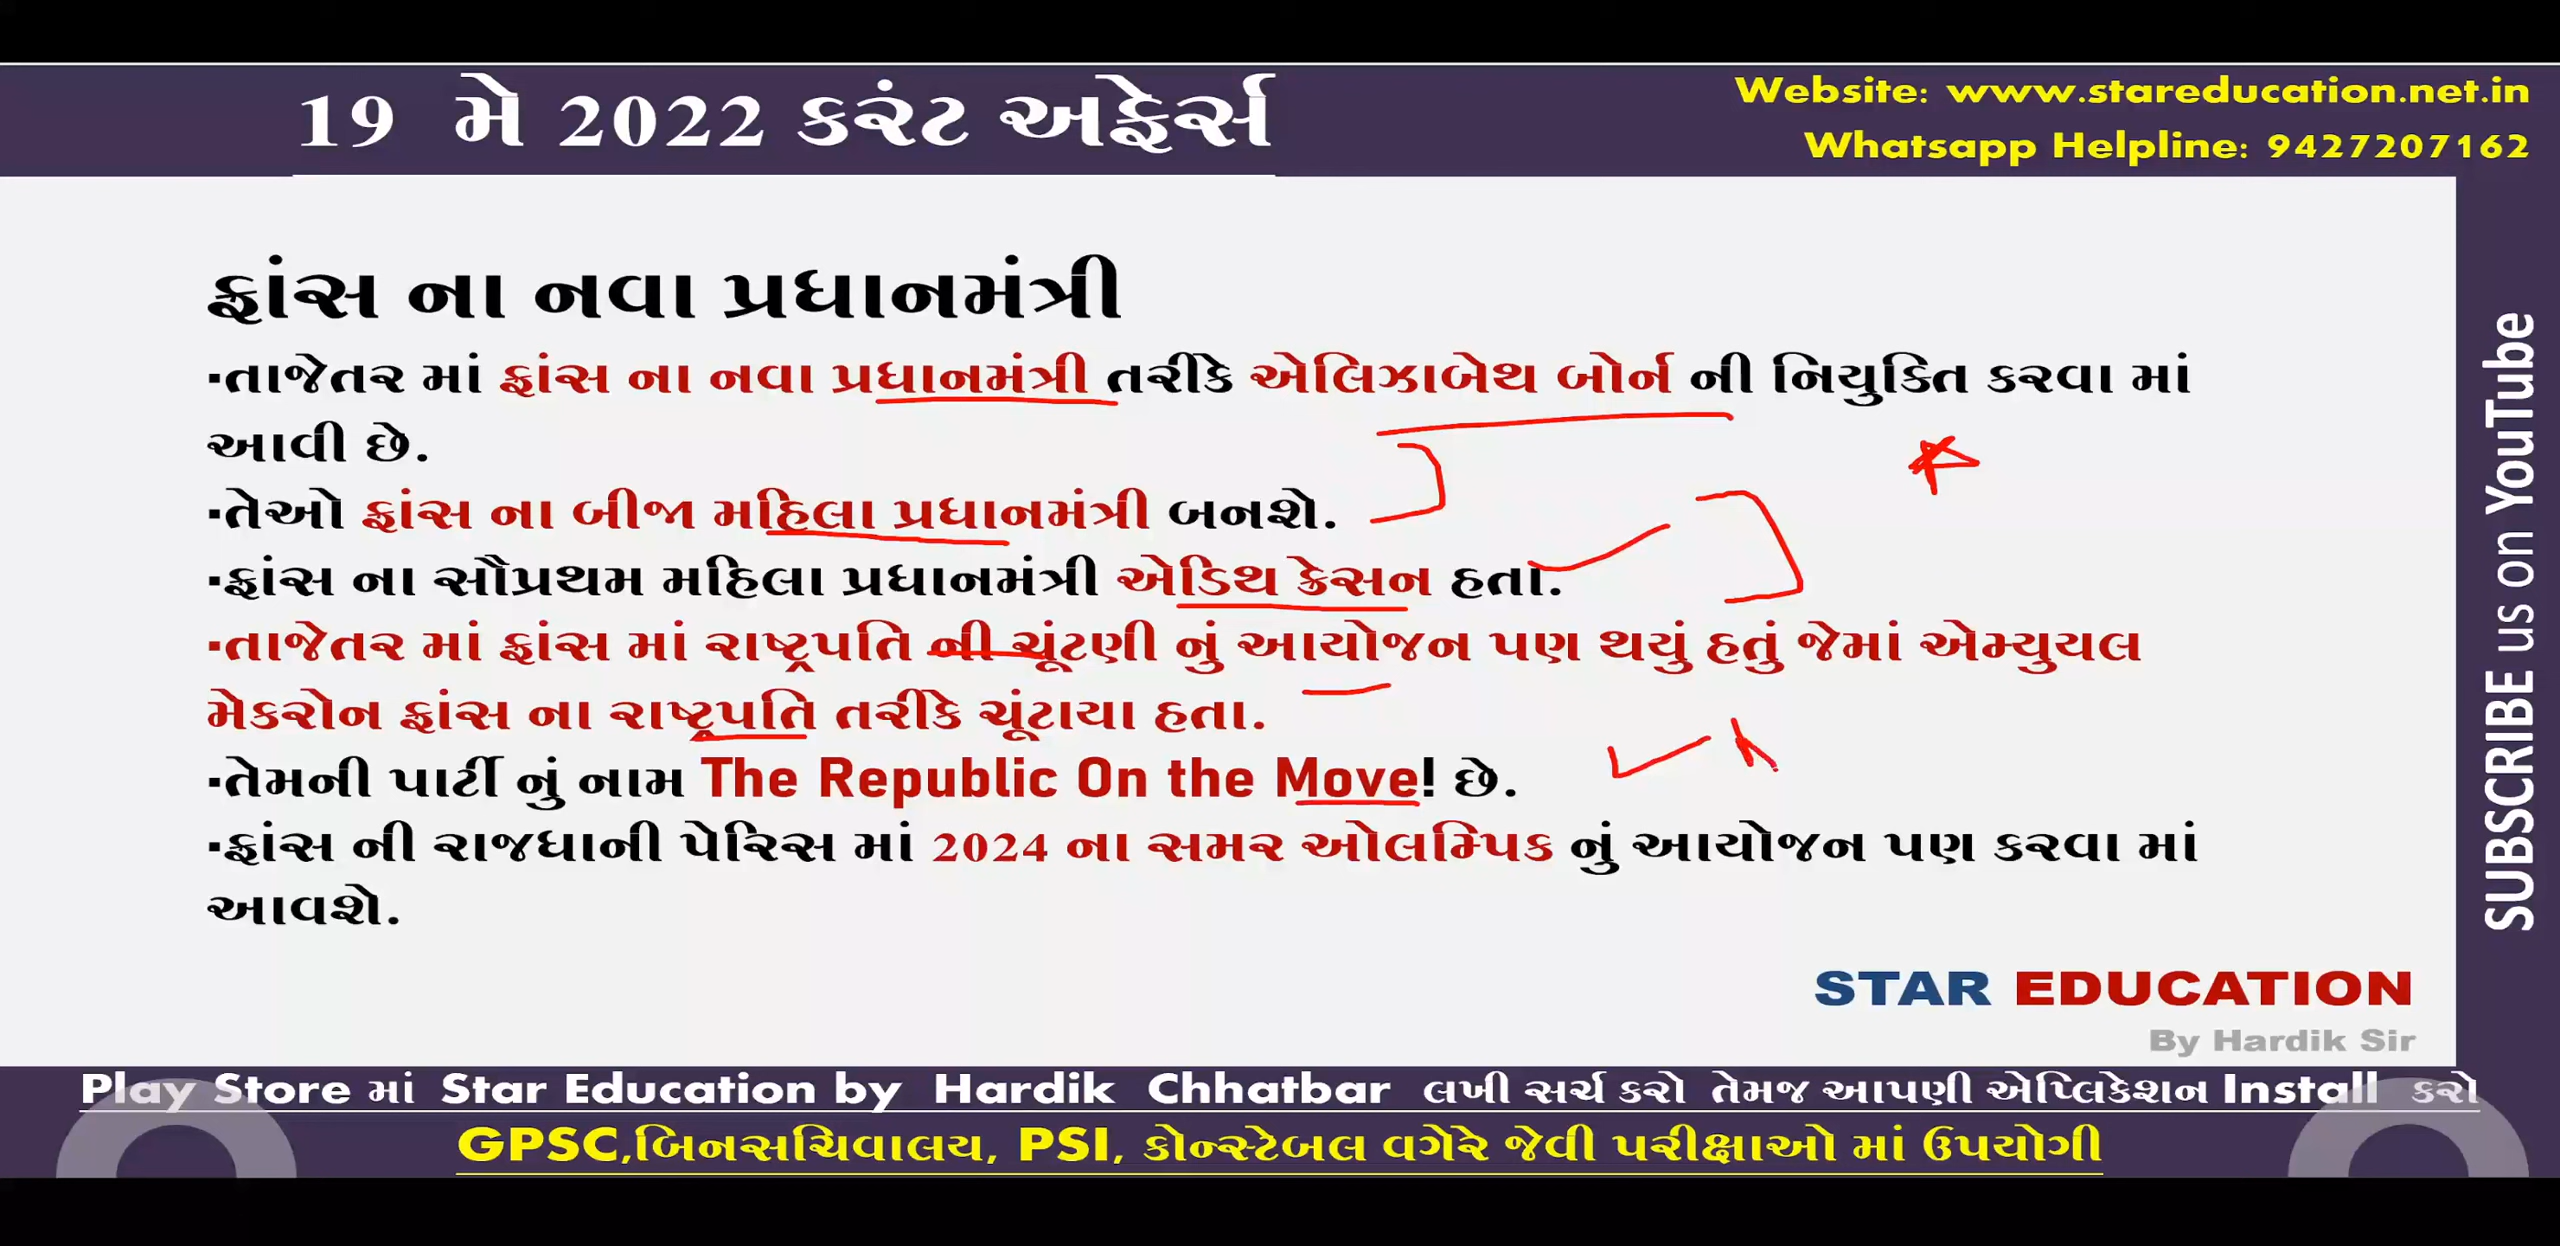 19 મે 2022 કરંટ અફેર્સ
Website: www.stareducation.net.in
Whatsapp Helpline: 9427207162
ફ્રાંસ ના નવા પ્રધાનમંત્રી
▪તાજેતર માં ફ્રાંસ ના નવા પ્રધાનમંત્રી તરીકે એલિઝાબેથ બોર્ન ની નિયુક્તિ કરવા માં
આવી છે.
▪તેઓ ફ્રાંસ ના બીજા મહિલા પ્રધાનમંત્રી બનશે.
▪ફ્રાંસ ના સૌપ્રથમ મહિલા પ્રધાનમંત્રી એડિથ ક્રેસન હતા.
▪તાજેતર માં ફ્રાંસ માં રાષ્ટ્રપતિ ની ચૂંટણી નું આયોજન પણ થયું હતું જેમાં એમ્યુયલ
મેકરોન ફ્રાંસ ના રાષ્ટ્રપતિ તરીકે ચૂંટાયા હતા.
▪તેમની પાર્ટી નું નામ The Republic On the Move! છે.
▪ફ્રાંસ ની રાજધાની પેરિસ માં 2024 ના સમર ઓલમ્પિક નું આયોજન પણ કરવા માં
આવશે.
SUBSCRIBE us on YouTube
STAR EDUCATION
By Hardik Sir
Play Store માં Star Education by Hardik Chhatbar લખી સર્ચ કરો તેમજ આપણી એપ્લિકેશન Install કરો
GPSC,બિનસચિવાલય, PSI, કોન્સ્ટેબલ વગેરે જેવી પરીક્ષાઓ માં ઉપયોગી